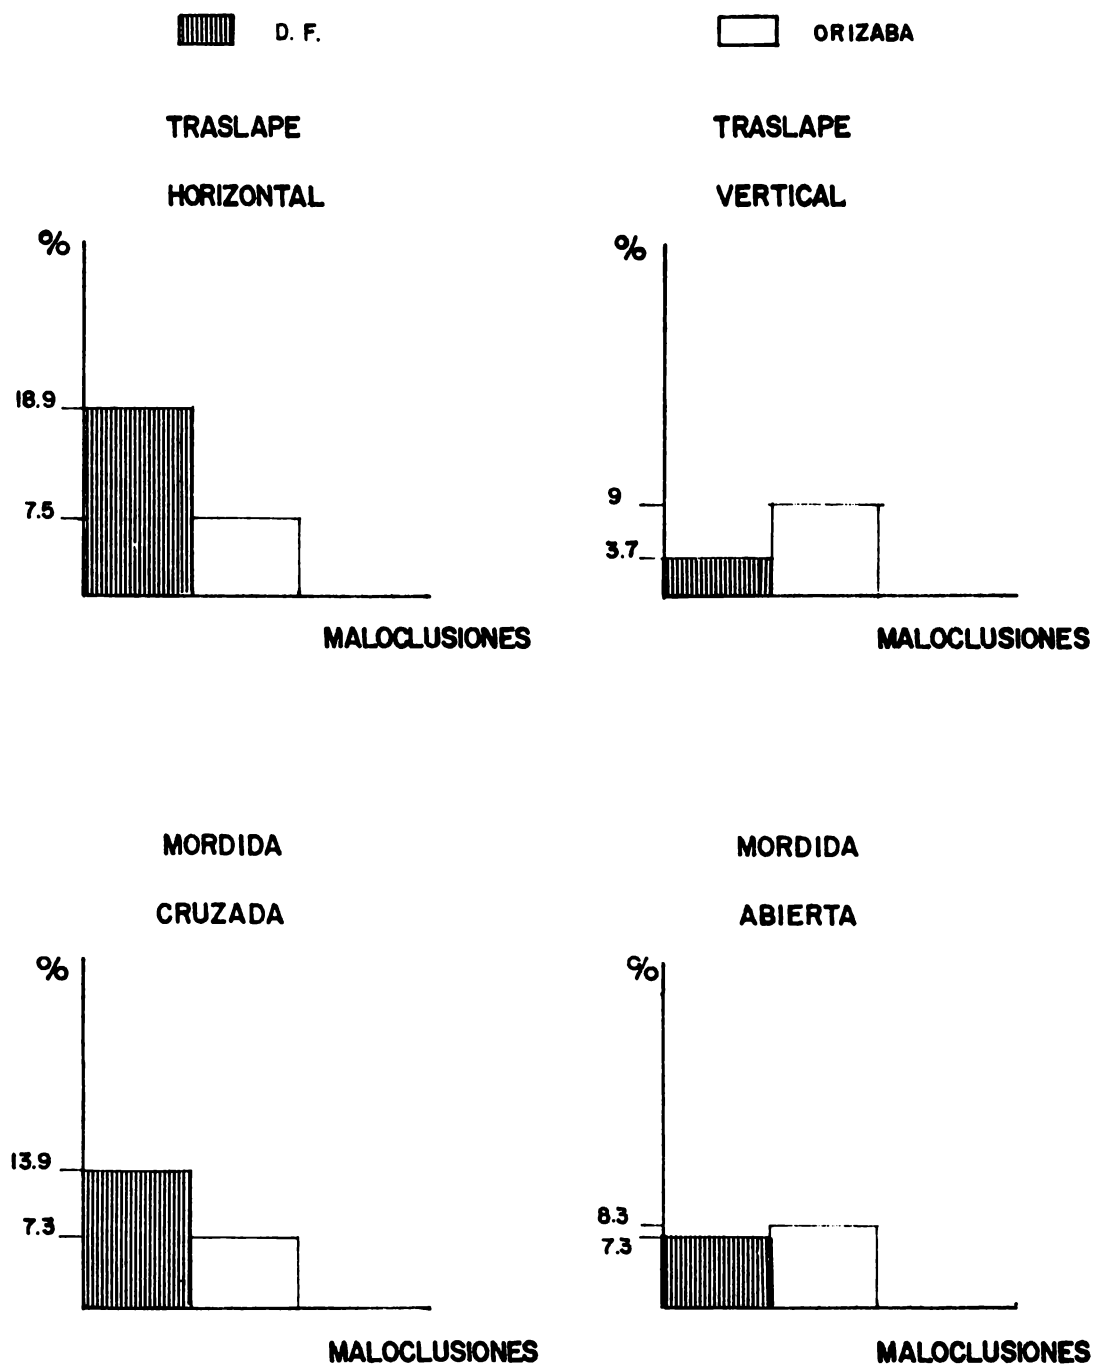 D. F.
ORIZABA
TRASLAPE
HORIZONTAL
%
18.9
7.5
MALOCLUSIONES
TRASLAPE
VERTICAL
%
9
3.7
MALOCLUSIONES
MORDIDA
CRUZADA
%
13.9
7.3
MALOCLUSIONES
MORDIDA
ABIERTA
%
8.3
7.3
MALOCLUSIONES